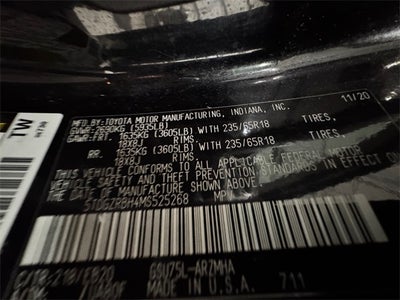 MFD.BY:TOYOTA MOTOR MANUFACTURING, INDIANA, INC. 11/20
GVWR:2690KG (5935LB)
GAWR:FRT. 1635KG (3605LB) WITH 235/65R18 TIRES,
18X8J RIMS,
RR. 1635KG (3605LB) WITH 235/65R18 TIRES,
18X8J RIMS,
THIS VEHICLE CONFORMS TO ALL APPLICABLE FEDERAL MOTOR
VEHICLE SAFETY AND THEFT PREVENTION STANDARDS IN EFFECT
ON THE DATE OF MANUFACTURE SHOWN ABOVE.
5TDGZRBH4MS525268 MPV
GSU75L-ARZMHA
711
MADE IN U.S.A.